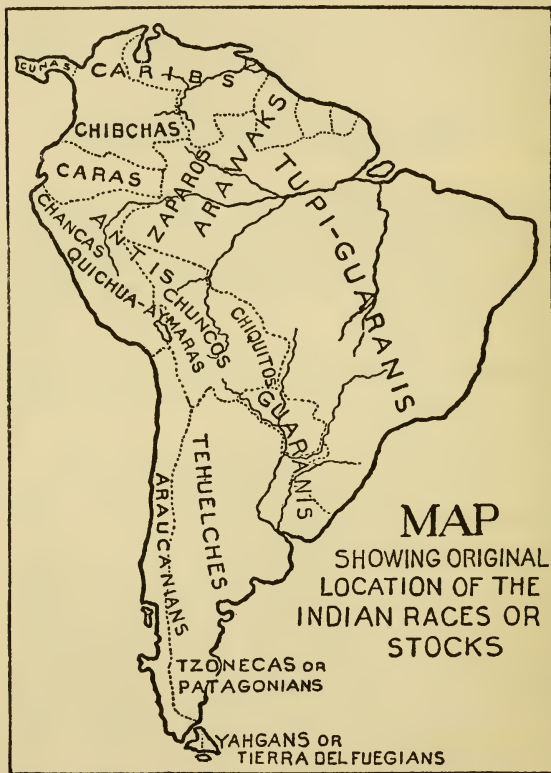 CUNAS
CARIBS
CHIBCHAS
CARAS
ZAPAROS
ARAWAKS
TUPI-GUARANIS
CHANCAS
ANTIS
QUICHUA-AYMARAS
CHUNCOS
CHIQUITOS
GUARANIS
TEHUELCHES
ARAUCANIANS
MAP
SHOWING ORIGINAL
LOCATION OF THE
INDIAN RACES OR
STOCKS
TZONECAS OR
PATAGONIANS
YAHGANS OR
TIERRA DEL FUEGIANS